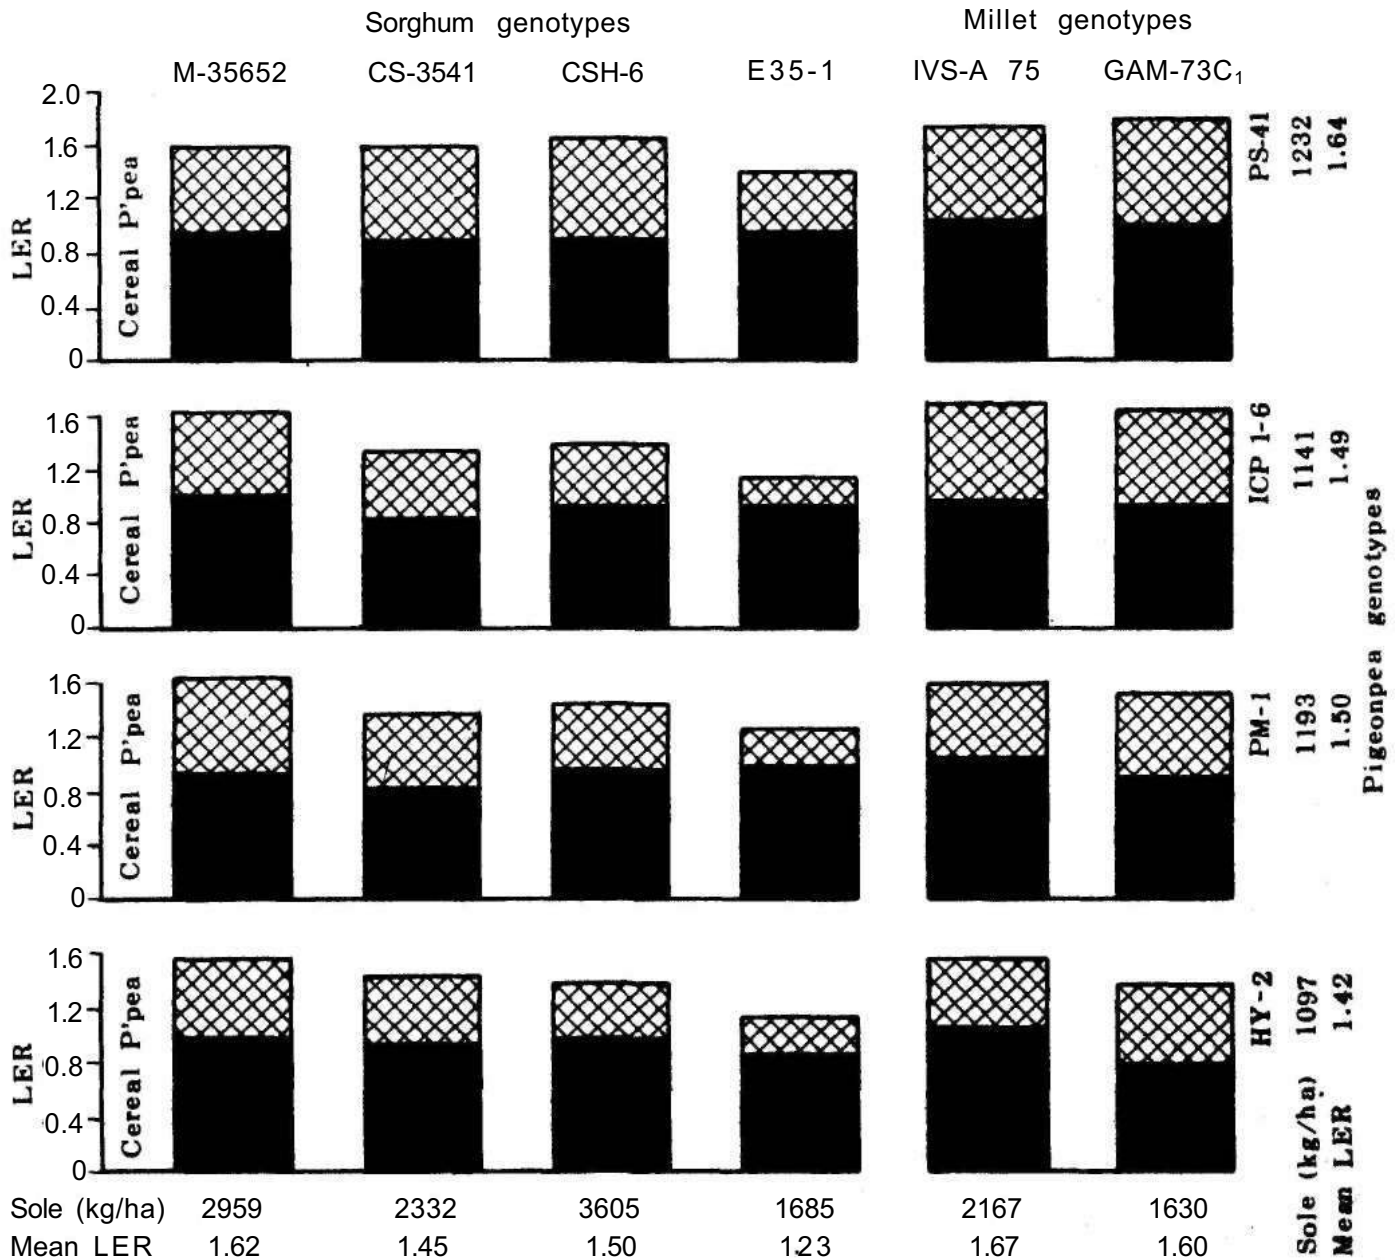 Sorghum genotypes
Millet genotypes
M-35652 CS-3541 CSH-6 E35-1 IVS-A 75 GAM-73C₁
2.0
1.6
1.2
0.8
0.4
0
LER
Cereal P'pea
PS-41
1232
1.64
1.6
1.2
0.8
0.4
0
LER
Cereal P'pea
ICP 1-6
1141
1.49
1.6
1.2
0.8
0.4
0
LER
Cereal P'pea
PM-1
1193
1.50
1.6
1.2
0.8
0.4
0
LER
Cereal P'pea
HY-2
1097
1.42
Sole (kg/ha)
Mean LER
Pigeonpea genotypes
Sole (kg/ha) 2959 2332 3605 1685 2167 1630
Mean LER 1.62 1.45 1.50 1.23 1.67 1.60